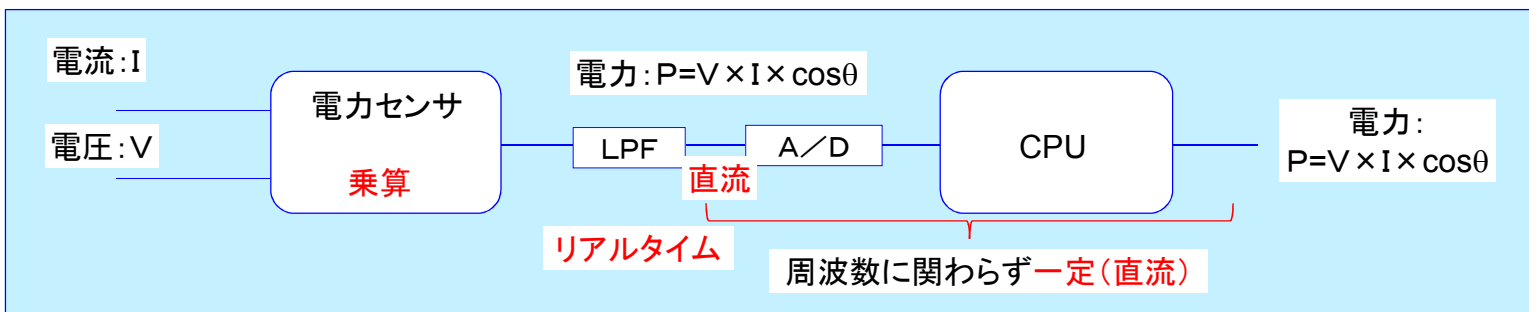 電流:I
電圧:V
電力センサ
乗算
電力:P=V×I×cosθ
LPF
直流
A/D
リアルタイム
CPU
周波数に関わらず一定(直流)
電力:
P=V×I×cosθ